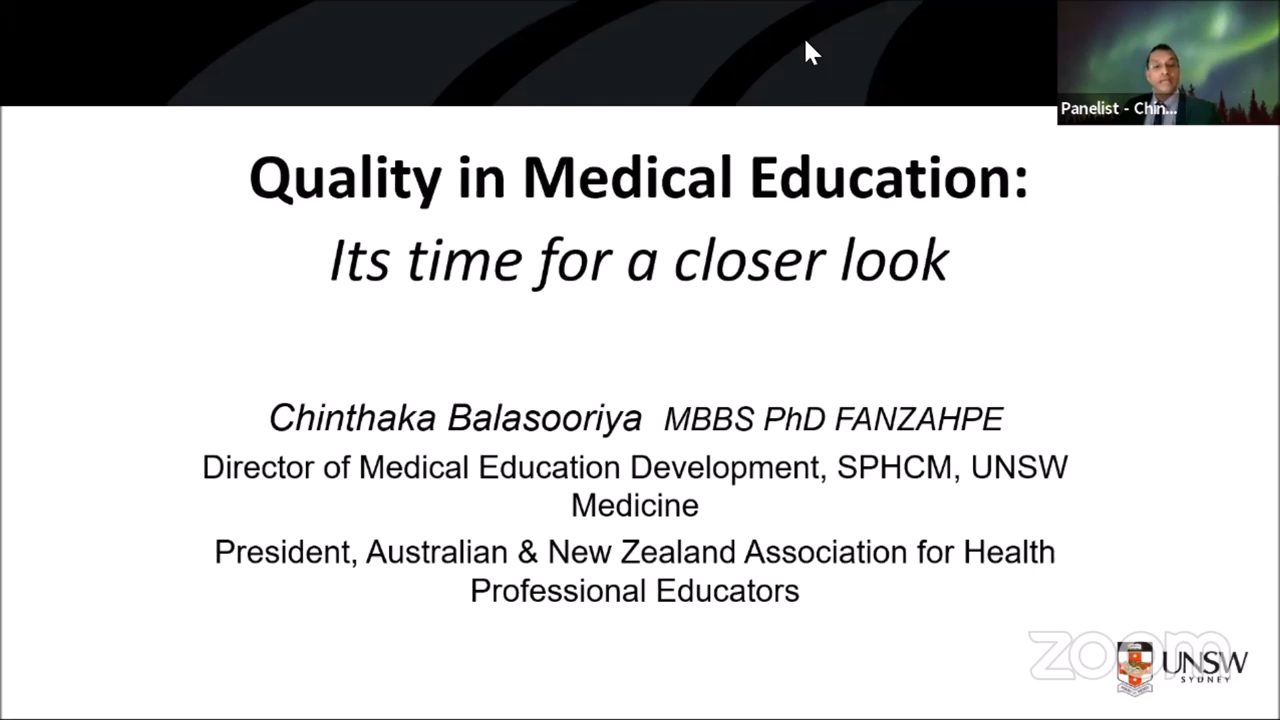 Panelist - Chin...
Quality in Medical Education:
Its time for a closer look
Chinthaka Balasooriya MBBS PhD FANZAHPE
Director of Medical Education Development, SPHCM, UNSW
Medicine
President, Australian & New Zealand Association for Health
Professional Educators
zoom
UNSW
SYDNEY